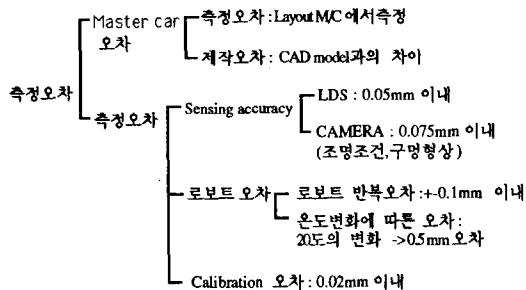 Master car 오차
측정오차 : Layout M/C 에서측정
제작오차 : CAD model과의 차이
측정오차
측정오차
Sensing accuracy
LDS : 0.05mm 이내
CAMERA : 0.075mm 이내
(조명조건,구멍형상)
로보트 오차
로보트 반복오차:+-0.1mm 이내
온도변화에 따른 오차:
20도의 변화 ->0.5mm 오차
Calibration 오차 : 0.02mm 이내